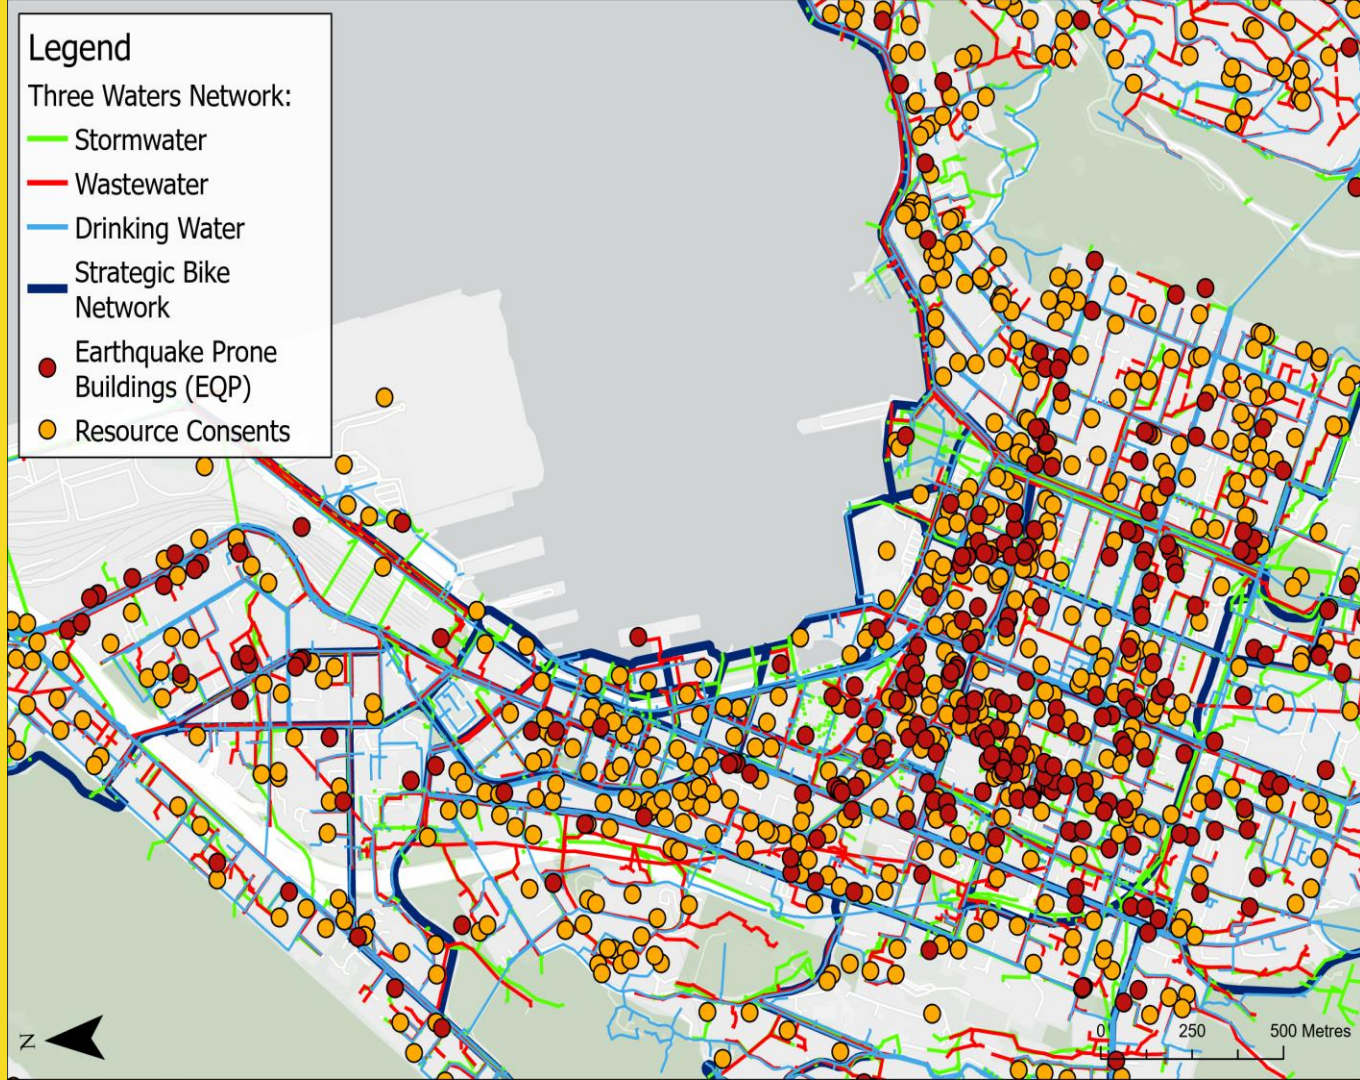 Legend
Three Waters Network:
Stormwater
Wastewater
Drinking Water
Strategic Bike
Network
Earthquake Prone
Buildings (EQP)
Resource Consents
N
0 250 500 Metres